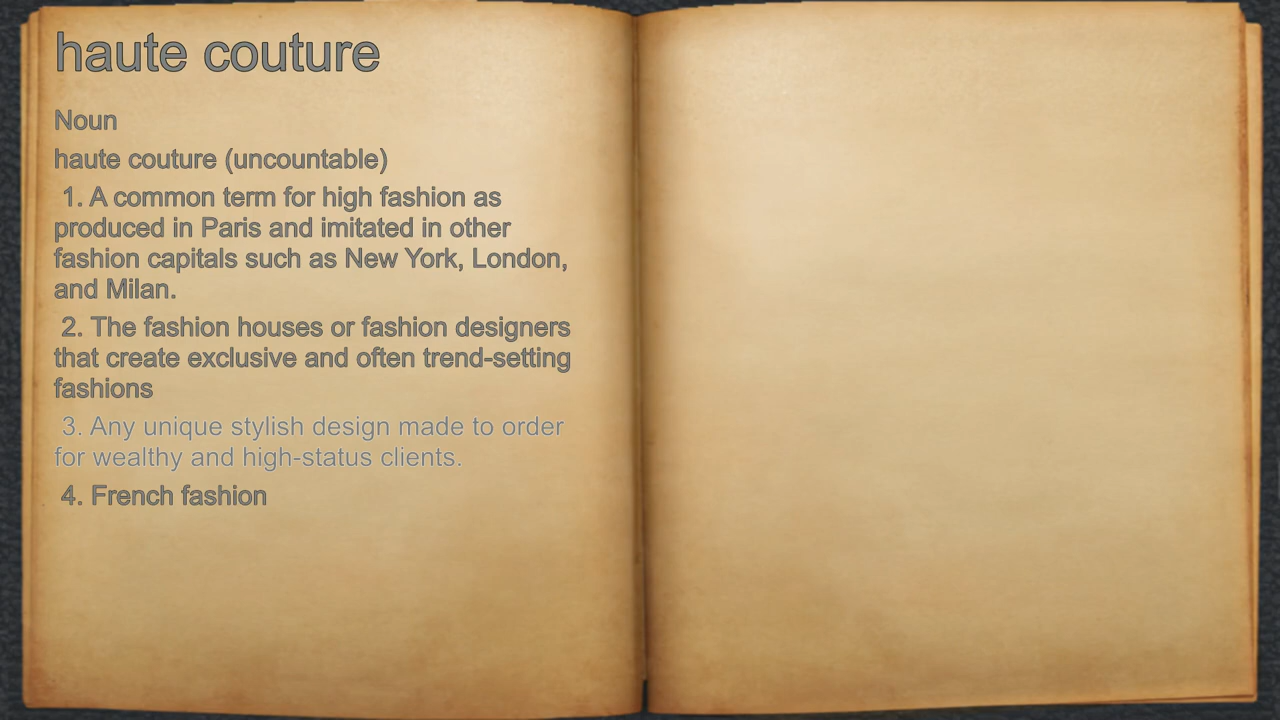 haute couture
Noun
haute couture (uncountable)
1. A common term for high fashion as
produced in Paris and imitated in other
fashion capitals such as New York, London,
and Milan.
2. The fashion houses or fashion designers
that create exclusive and often trend-setting
fashions
3. Any unique stylish design made to order
for wealthy and high-status clients.
4. French fashion